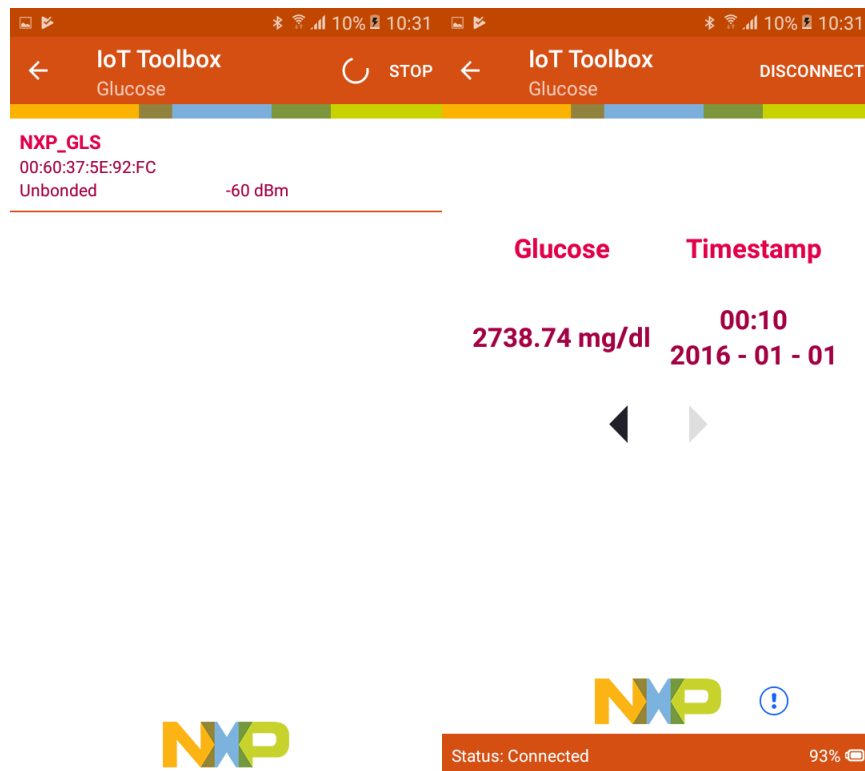 10% 10:31
IoT Toolbox
Glucose
STOP
NXP_GLS
00:60:37:5E:92:FC
Unbonded -60 dBm
NXP
10% 10:31
IoT Toolbox
Glucose
DISCONNECT
Glucose Timestamp
2738.74 mg/dl
00:10
2016 - 01 - 01
NXP
Status: Connected 93%